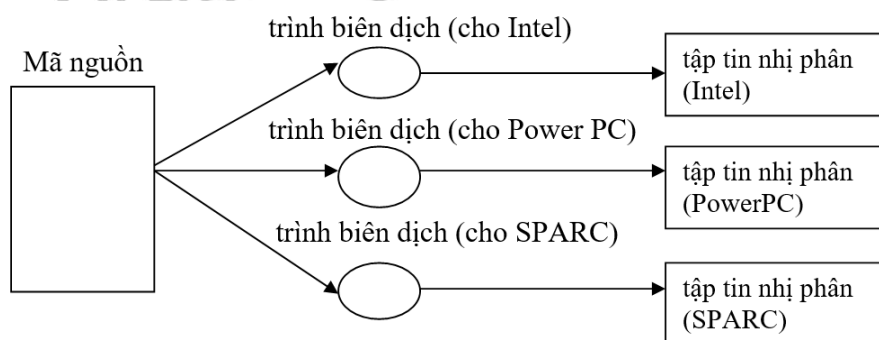 trình biên dịch (cho Intel)
Mã nguồn
tập tin nhị phân
(Intel)
trình biên dịch (cho Power PC)
tập tin nhị phân
(PowerPC)
trình biên dịch (cho SPARC)
tập tin nhị phân
(SPARC)